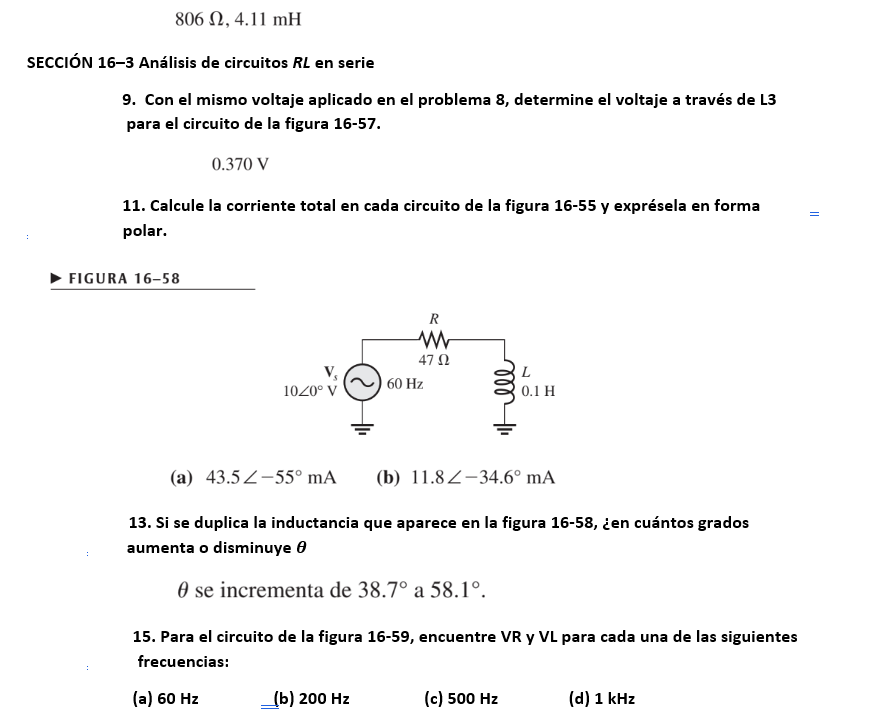 806 Ω, 4.11 mH
SECCIÓN 16–3 Análisis de circuitos RL en serie
9. Con el mismo voltaje aplicado en el problema 8, determine el voltaje a través de L3
para el circuito de la figura 16-57.
0.370 V
11. Calcule la corriente total en cada circuito de la figura 16-55 y exprésela en forma
polar.
▶ FIGURA 16–58
R
47 Ω
Vs
10∠0° V
60 Hz
L
0.1 H
(a) 43.5∠−55° mA (b) 11.8∠−34.6° mA
13. Si se duplica la inductancia que aparece en la figura 16-58, ¿en cuántos grados
aumenta o disminuye θ
θ se incrementa de 38.7° a 58.1°.
15. Para el circuito de la figura 16-59, encuentre VR y VL para cada una de las siguientes
frecuencias:
(a) 60 Hz (b) 200 Hz (c) 500 Hz (d) 1 kHz